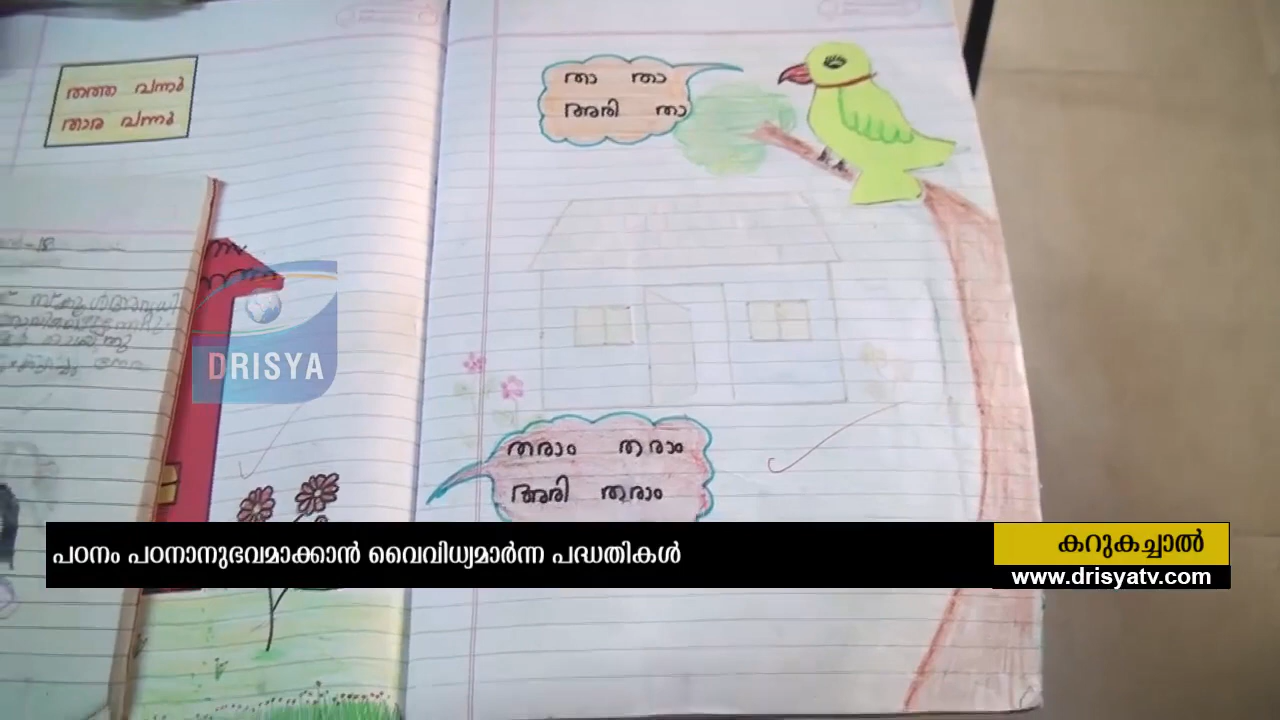 തത്ത വന്നു
താര വന്നു
താ താ
അരി താ
DRISYA
തരാം തരാം
അരി തരാം
പഠനം പഠനാനുഭവമാക്കാൻ വൈവിധ്യമാർന്ന പദ്ധതികൾ
കറുകച്ചാൽ
www.drisyatv.com